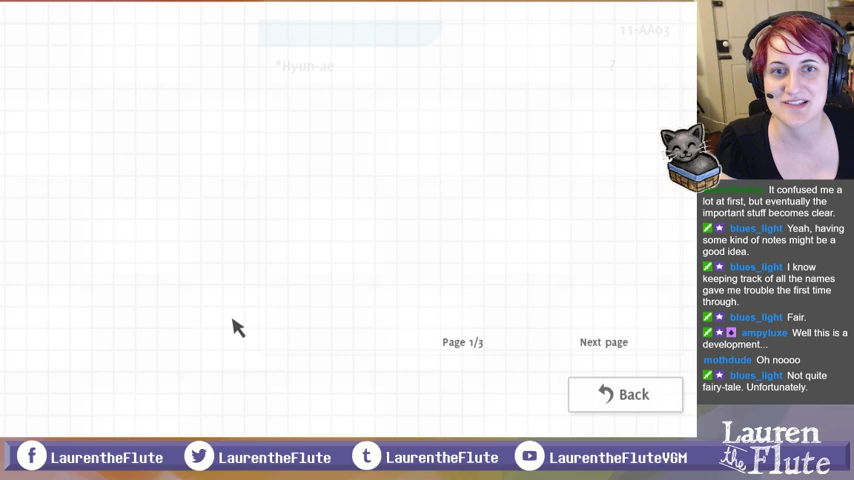 11-AA03
*Hyun-ae ?
Page 1/3 Next page
Back
It confused me a
lot at first, but eventually the
important stuff becomes clear.
blues_light Yeah, having
some kind of notes might be a
good idea.
blues_light I know
keeping track of all the names
gave me trouble the first time
through.
blues_light Fair.
ampyluxe Well this is a
development...
mothdude Oh noooo
blues_light Not quite
fairy-tale. Unfortunately.
Lauren
the Flute
LaurentheFlute LaurentheFlute LaurentheFlute LaurentheFluteVGM